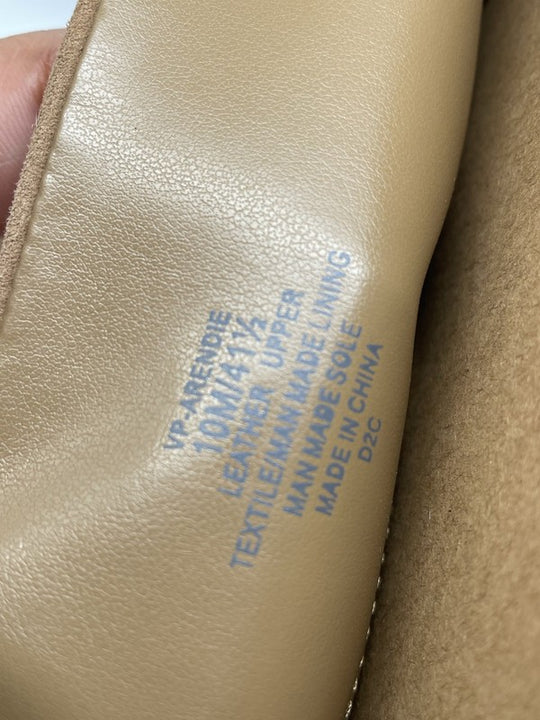 VP-ARENDIE
10M/41½
LEATHER UPPER
TEXTILE/MAN MADE LINING
MAN MADE SOLE
MADE IN CHINA
D2C